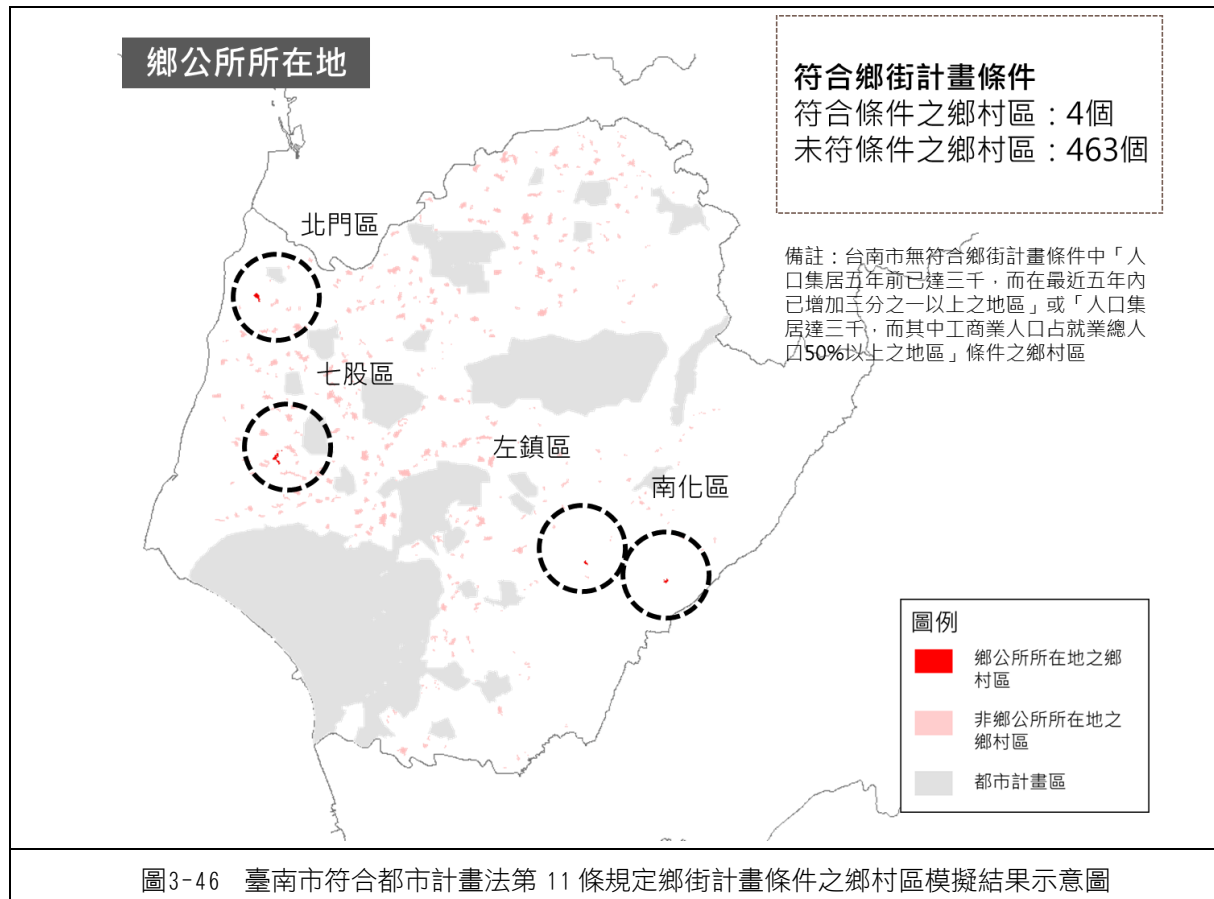 鄉公所所在地
符合鄉街計畫條件
符合條件之鄉村區：4個
未符條件之鄉村區：463個
備註：台南市無符合鄉街計畫條件中「人
口集居五年前已達三千，而在最近五年內
已增加三分之一以上之地區」或「人口集
居達三千，而其中工商業人口占就業總人
口50%以上之地區」條件之鄉村區
北門區
七股區
左鎮區
南化區
圖例
鄉公所所在地之鄉
村區
非鄉公所所在地之
鄉村區
都市計畫區
圖3-46 臺南市符合都市計畫法第 11 條規定鄉街計畫條件之鄉村區模擬結果示意圖